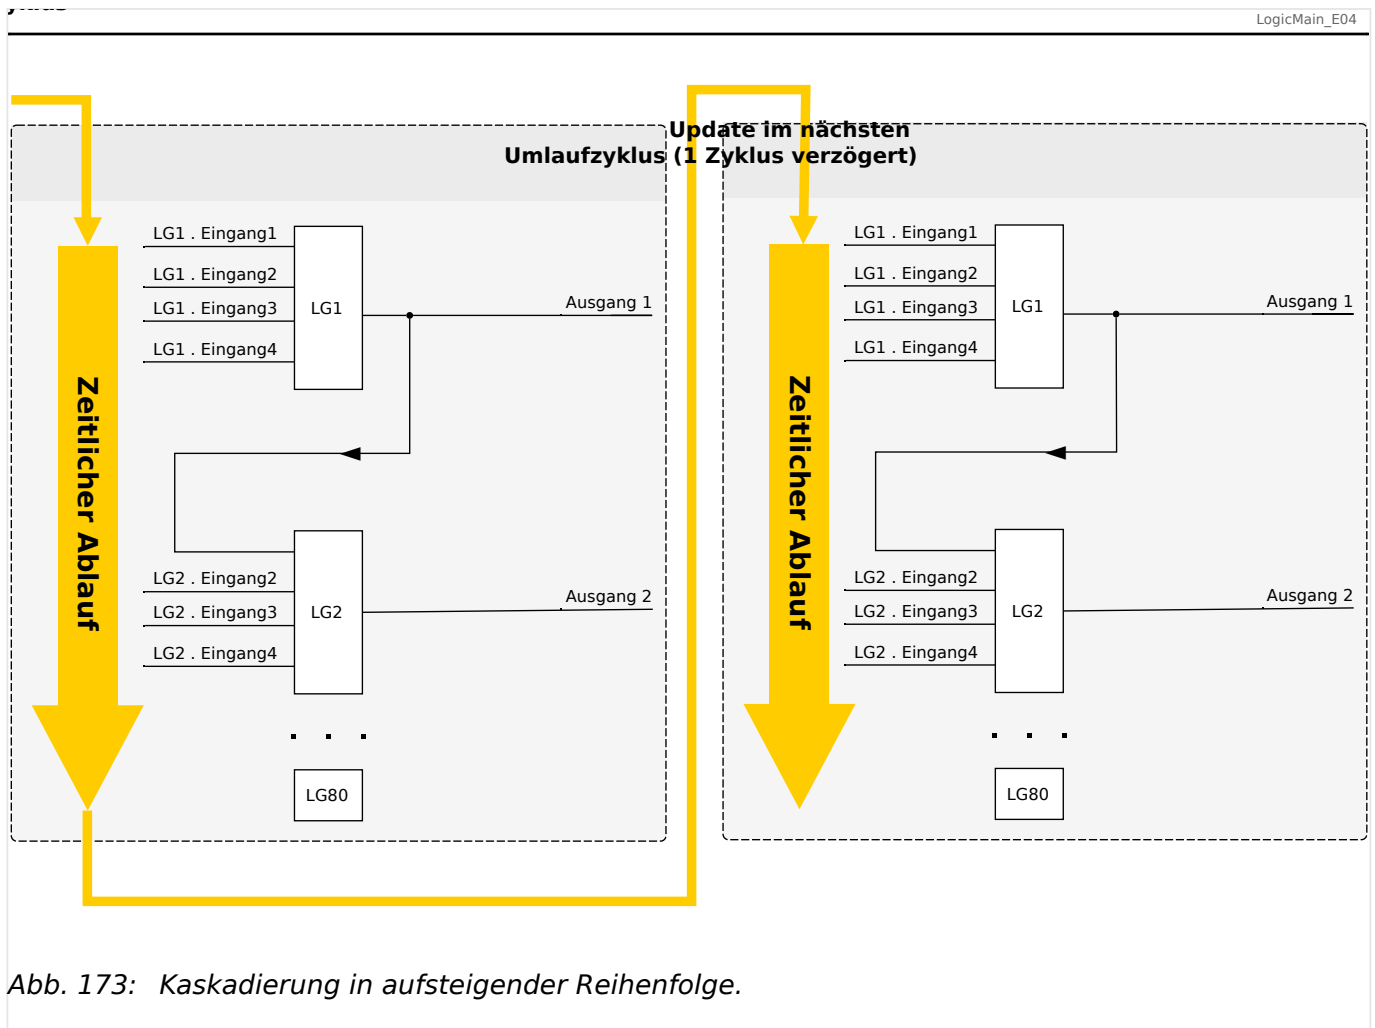 LogicMain_E04
Update im nächsten
Umlaufzyklus (1 Zyklus verzögert)
LG1 . Eingang1
LG1 . Eingang2
LG1 . Eingang3
LG1 . Eingang4
LG1
Ausgang 1
Zeitlicher Ablauf
LG2 . Eingang2
LG2 . Eingang3
LG2 . Eingang4
LG2
Ausgang 2
. . .
LG80
LG1 . Eingang1
LG1 . Eingang2
LG1 . Eingang3
LG1 . Eingang4
LG1
Ausgang 1
Zeitlicher Ablauf
LG2 . Eingang2
LG2 . Eingang3
LG2 . Eingang4
LG2
Ausgang 2
. . .
LG80
Abb. 173: Kaskadierung in aufsteigender Reihenfolge.